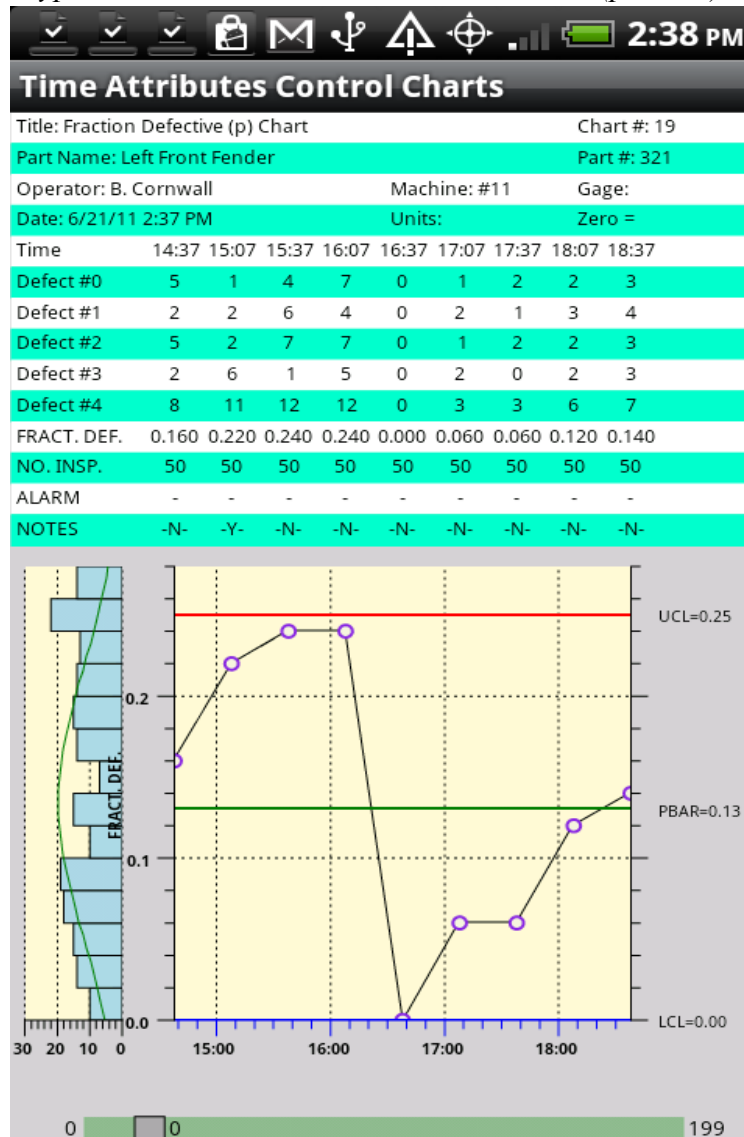 2:38 PM
Time Attributes Control Charts
Title: Fraction Defective (p) Chart Chart #: 19
Part Name: Left Front Fender Part #: 321
Operator: B. Cornwall Machine: #11 Gage:
Date: 6/21/11 2:37 PM Units: Zero =
Time 14:37 15:07 15:37 16:07 16:37 17:07 17:37 18:07 18:37
Defect #0 5 1 4 7 0 1 2 2 3
Defect #1 2 2 6 4 0 2 1 3 4
Defect #2 5 2 7 7 0 1 2 2 3
Defect #3 2 6 1 5 0 2 0 2 3
Defect #4 8 11 12 12 0 3 3 6 7
FRACT. DEF. 0.160 0.220 0.240 0.240 0.000 0.060 0.060 0.120 0.140
NO. INSP. 50 50 50 50 50 50 50 50 50
ALARM - - - - - - - - -
NOTES -N- -Y- -N- -N- -N- -N- -N- -N- -N-
UCL=0.25
0.2
FRACT. DEF.
PBAR=0.13
0.1
0.0 LCL=0.00
30 20 10 0 15:00 16:00 17:00 18:00
0 0 199